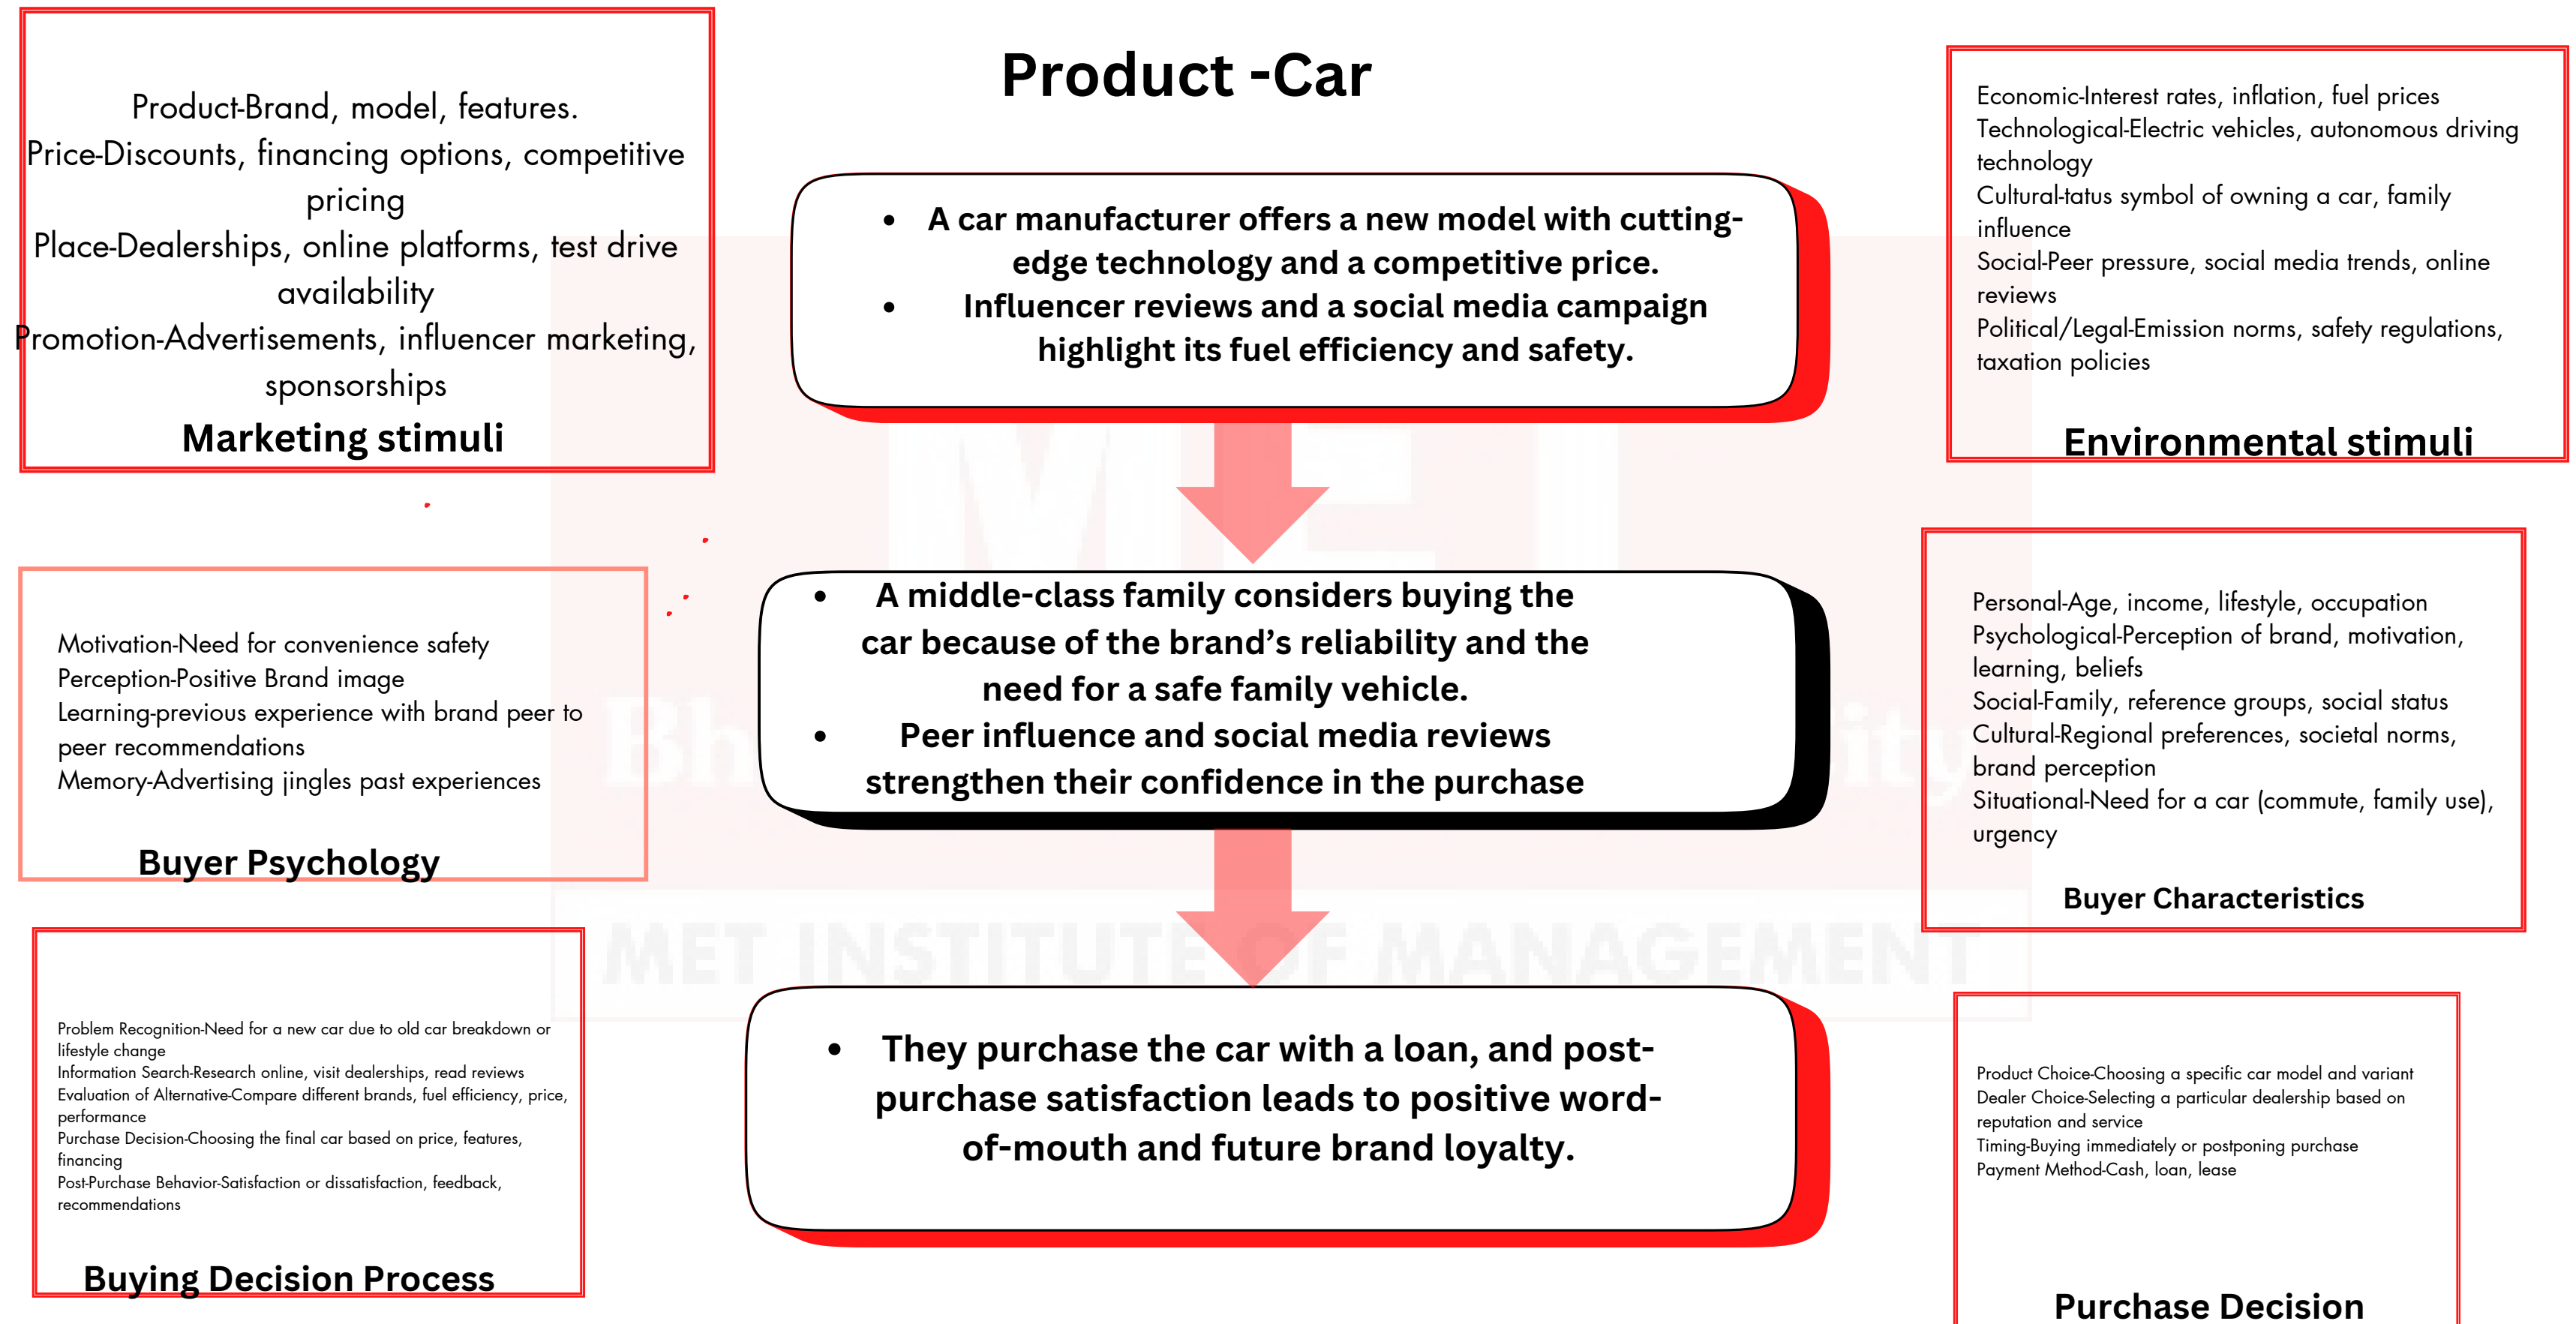 Product -Car
Product-Brand, model, features.
Price-Discounts, financing options, competitive
pricing
Place-Dealerships, online platforms, test drive
availability
Promotion-Advertisements, influencer marketing,
sponsorships
Marketing stimuli
• A car manufacturer offers a new model with cutting-
edge technology and a competitive price.
• Influencer reviews and a social media campaign
highlight its fuel efficiency and safety.
Economic-Interest rates, inflation, fuel prices
Technological-Electric vehicles, autonomous driving
technology
Cultural-tatus symbol of owning a car, family
influence
Social-Peer pressure, social media trends, online
reviews
Political/Legal-Emission norms, safety regulations,
taxation policies
Environmental stimuli
Motivation-Need for convenience safety
Perception-Positive Brand image
Learning-previous experience with brand peer to
peer recommendations
Memory-Advertising jingles past experiences
Buyer Psychology
• A middle-class family considers buying the
car because of the brand’s reliability and the
need for a safe family vehicle.
• Peer influence and social media reviews
strengthen their confidence in the purchase
Personal-Age, income, lifestyle, occupation
Psychological-Perception of brand, motivation,
learning, beliefs
Social-Family, reference groups, social status
Cultural-Regional preferences, societal norms,
brand perception
Situational-Need for a car (commute, family use),
urgency
Buyer Characteristics
MET
MET INSTITUTE OF MANAGEMENT
Problem Recognition-Need for a new car due to old car breakdown or
lifestyle change
Information Search-Research online, visit dealerships, read reviews
Evaluation of Alternative-Compare different brands, fuel efficiency, price,
performance
Purchase Decision-Choosing the final car based on price, features,
financing
Post-Purchase Behavior-Satisfaction or dissatisfaction, feedback,
recommendations
Buying Decision Process
• They purchase the car with a loan, and post-
purchase satisfaction leads to positive word-
of-mouth and future brand loyalty.
Product Choice-Choosing a specific car model and variant
Dealer Choice-Selecting a particular dealership based on
reputation and service
Timing-Buying immediately or postponing purchase
Payment Method-Cash, loan, lease
Purchase Decision